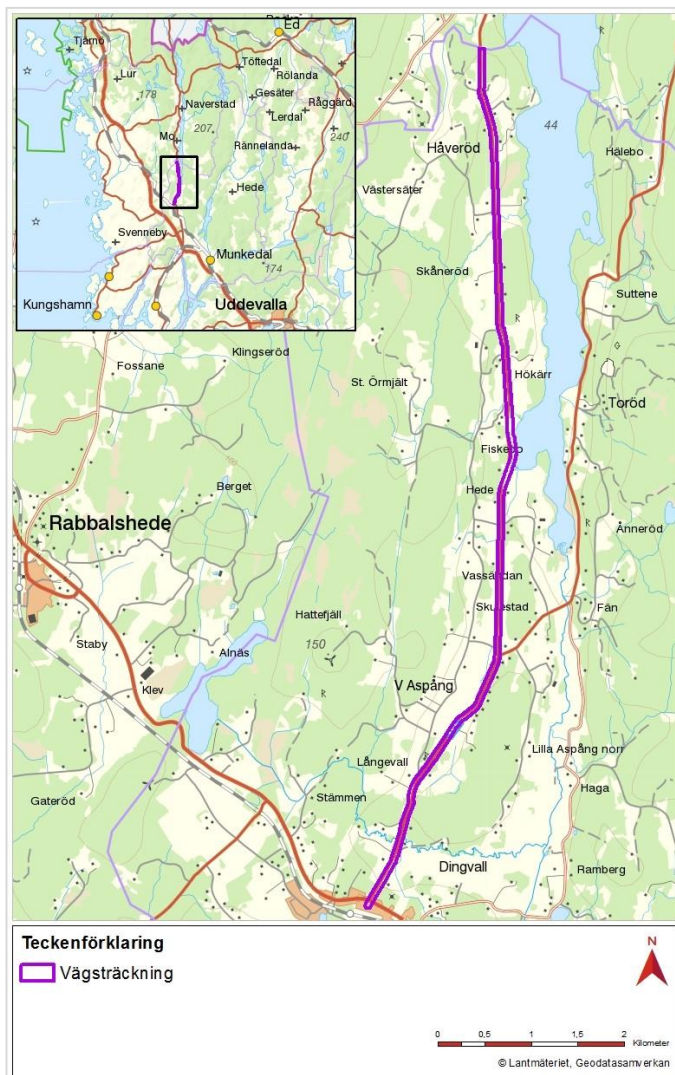 Tjärnö
Ed
Lur
Töftedal
Rölanda
178
Naverstad
Gesäter
Råggärd
Lerdal
207
240
Mo
Rännelanda
Hede
Svenneby
Munkedal
174
Kungshamn
Uddevalla
44
R
Håveröd
Hälebo
Västersäter
Skåneröd
Suttene
Klingseröd
Fossane
St. Örmjält
Hökärr
Toröd
Fiskebo
Berget
Hede
Rabbalshede
Änneröd
Vassändan
Hattefjäll
Fän
Staby
Alnäs
150
V Aspång
Klev
Lilla Aspång norr
Långevall
Haga
Gateröd
Stämmen
Dingvall
Ramberg
Teckenförklaring
Vägsträckning
N
0 0,5 1 1,5 2
Kilometer
© Lantmäteriet, Geodatasamverkan